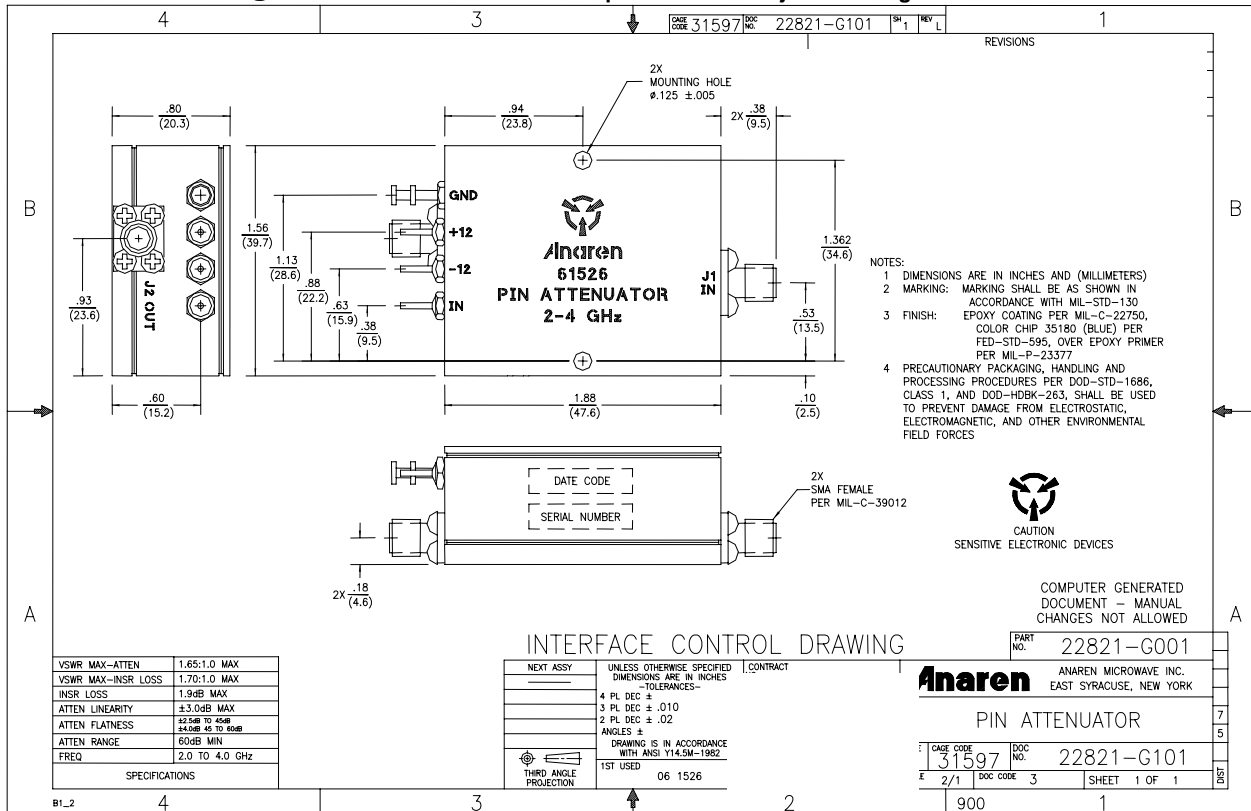 4
3
CAGE CODE 31597 DOC NO. 22821-G101 SH 1 REV L
1
REVISIONS
2X
MOUNTING HOLE
ø.125 ±.005
.80
(20.3)
.94
(23.8)
2X .38
(9.5)
B
B
GND
+12
-12
IN
J2 OUT
Anaren
61526
PIN ATTENUATOR
2-4 GHz
J1
IN
1.56
(39.7)
1.13
(28.6)
.88
(22.2)
.63
(15.9)
.38
(9.5)
.93
(23.6)
.60
(15.2)
1.362
(34.6)
.53
(13.5)
.10
(2.5)
1.88
(47.6)
NOTES:
1 DIMENSIONS ARE IN INCHES AND (MILLIMETERS)
2 MARKING: MARKING SHALL BE AS SHOWN IN
ACCORDANCE WITH MIL-STD-130
3 FINISH: EPOXY COATING PER MIL-C-22750,
COLOR CHIP 35180 (BLUE) PER
FED-STD-595, OVER EPOXY PRIMER
PER MIL-P-23377
4 PRECAUTIONARY PACKAGING, HANDLING AND
PROCESSING PROCEDURES PER DOD-STD-1686,
CLASS 1, AND DOD-HDBK-263, SHALL BE USED
TO PREVENT DAMAGE FROM ELECTROSTATIC,
ELECTROMAGNETIC, AND OTHER ENVIRONMENTAL
FIELD FORCES
DATE CODE
SERIAL NUMBER
2X
SMA FEMALE
PER MIL-C-39012
2X .18
(4.6)
CAUTION
SENSITIVE ELECTRONIC DEVICES
COMPUTER GENERATED
DOCUMENT - MANUAL
CHANGES NOT ALLOWED
A
A
INTERFACE CONTROL DRAWING
PART NO. 22821-G001
VSWR MAX-ATTEN 1.65:1.0 MAX
VSWR MAX-INSR LOSS 1.70:1.0 MAX
INSR LOSS 1.9dB MAX
ATTEN LINEARITY ±3.0dB MAX
ATTEN FLATNESS ±2.5dB TO 45dB
±4.0dB 45 TO 60dB
ATTEN RANGE 60dB MIN
FREQ 2.0 TO 4.0 GHz
SPECIFICATIONS
NEXT ASSY
UNLESS OTHERWISE SPECIFIED
DIMENSIONS ARE IN INCHES
-TOLERANCES-
4 PL DEC ±
3 PL DEC ± .010
2 PL DEC ± .02
ANGLES ±
DRAWING IS IN ACCORDANCE
WITH ANSI Y14.5M-1982
THIRD ANGLE
PROJECTION
1ST USED
06 1526
CONTRACT
Anaren
ANAREN MICROWAVE INC.
EAST SYRACUSE, NEW YORK
PIN ATTENUATOR
CAGE CODE 31597 DOC NO. 22821-G101
2/1 DOC CODE 3 SHEET 1 OF 1
7
5
DIST
B1_2
4
3
2
900
1